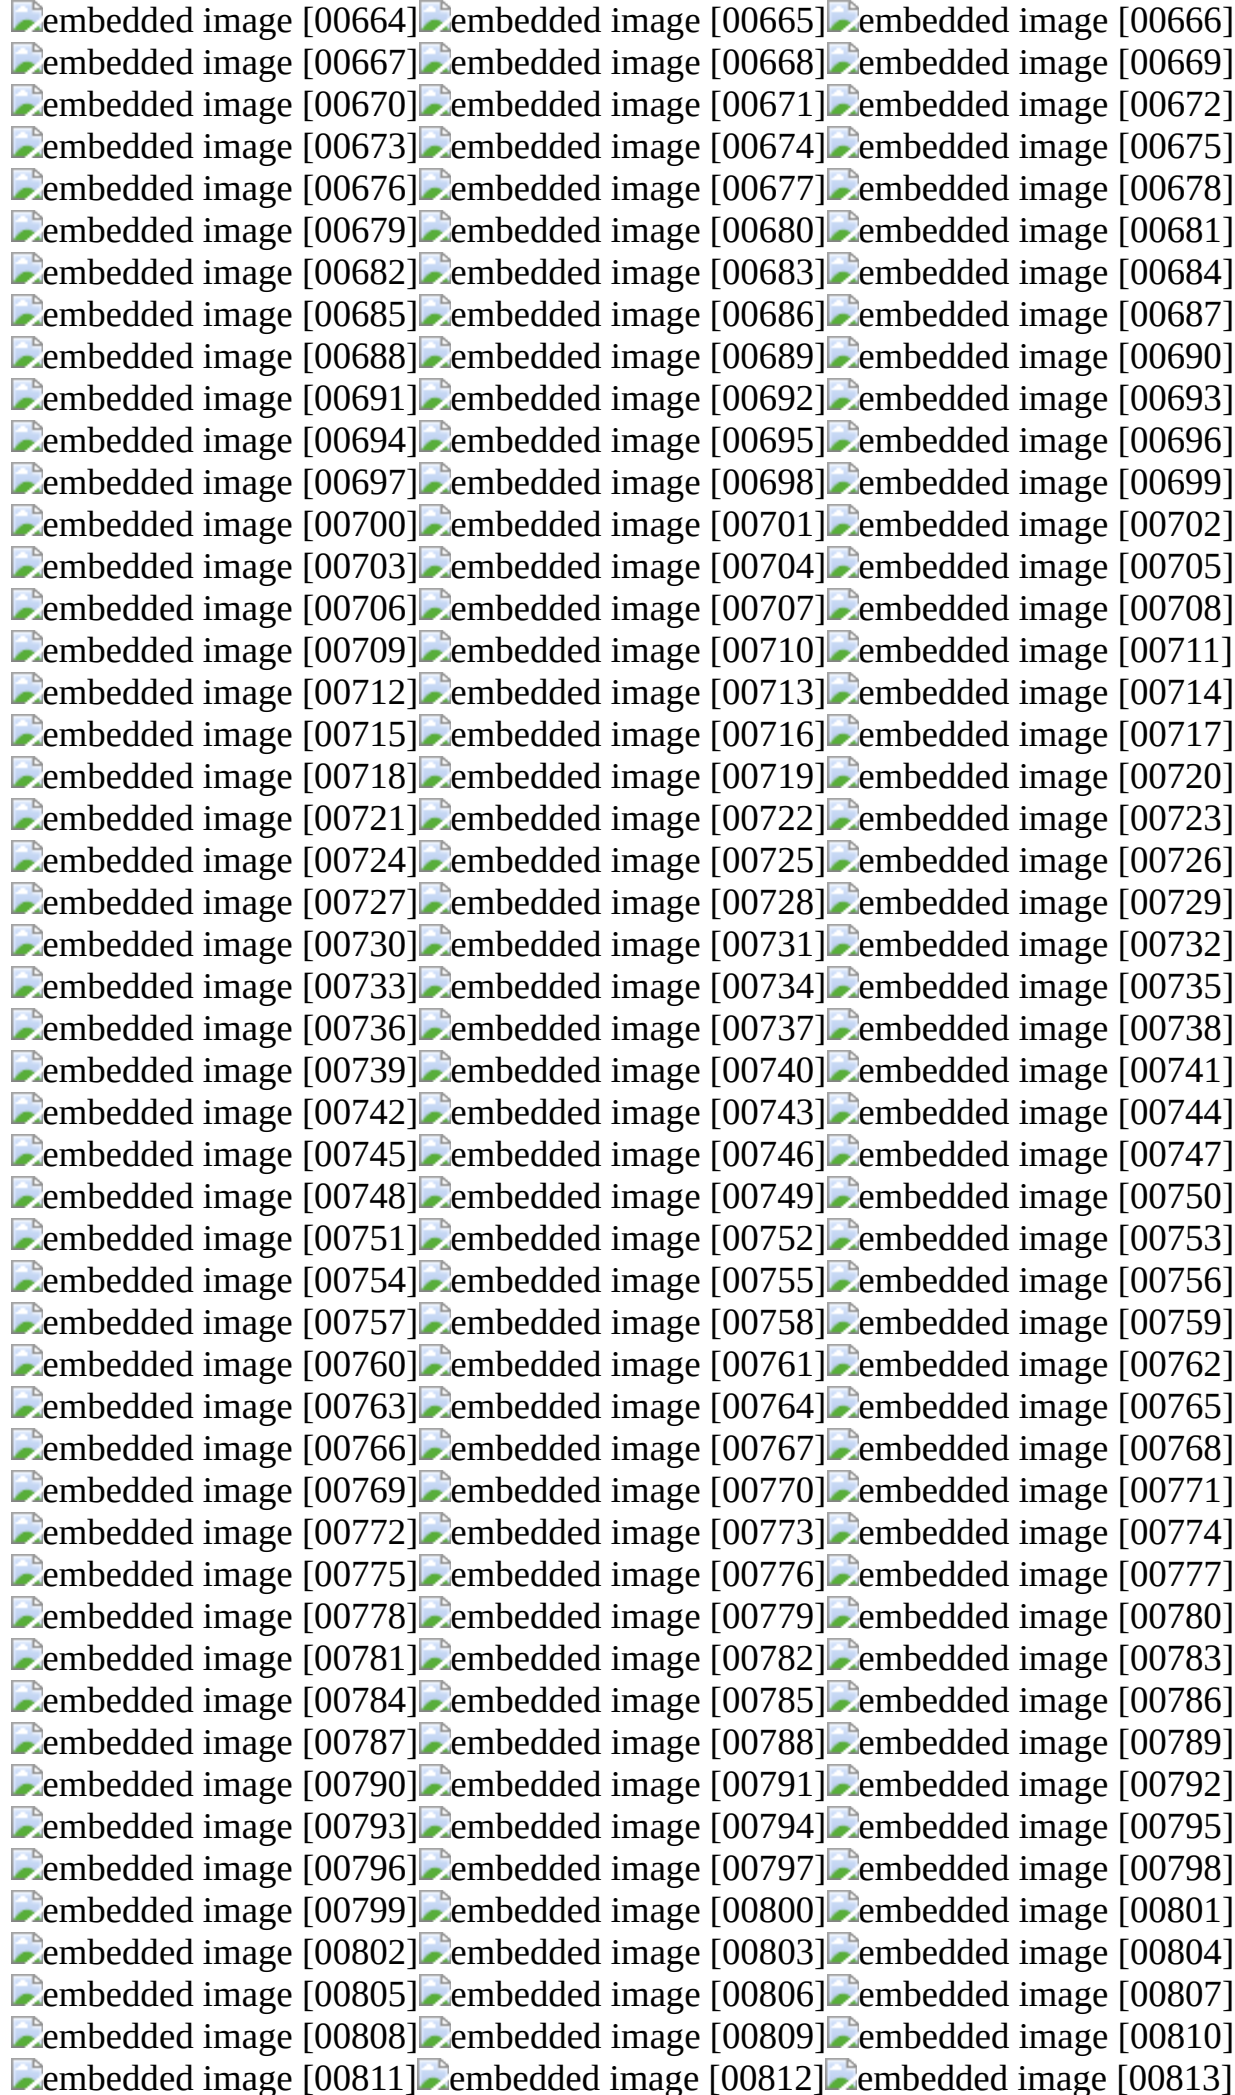 embedded image [00664]embedded image [00665]embedded image [00666]
embedded image [00667]embedded image [00668]embedded image [00669]
embedded image [00670]embedded image [00671]embedded image [00672]
embedded image [00673]embedded image [00674]embedded image [00675]
embedded image [00676]embedded image [00677]embedded image [00678]
embedded image [00679]embedded image [00680]embedded image [00681]
embedded image [00682]embedded image [00683]embedded image [00684]
embedded image [00685]embedded image [00686]embedded image [00687]
embedded image [00688]embedded image [00689]embedded image [00690]
embedded image [00691]embedded image [00692]embedded image [00693]
embedded image [00694]embedded image [00695]embedded image [00696]
embedded image [00697]embedded image [00698]embedded image [00699]
embedded image [00700]embedded image [00701]embedded image [00702]
embedded image [00703]embedded image [00704]embedded image [00705]
embedded image [00706]embedded image [00707]embedded image [00708]
embedded image [00709]embedded image [00710]embedded image [00711]
embedded image [00712]embedded image [00713]embedded image [00714]
embedded image [00715]embedded image [00716]embedded image [00717]
embedded image [00718]embedded image [00719]embedded image [00720]
embedded image [00721]embedded image [00722]embedded image [00723]
embedded image [00724]embedded image [00725]embedded image [00726]
embedded image [00727]embedded image [00728]embedded image [00729]
embedded image [00730]embedded image [00731]embedded image [00732]
embedded image [00733]embedded image [00734]embedded image [00735]
embedded image [00736]embedded image [00737]embedded image [00738]
embedded image [00739]embedded image [00740]embedded image [00741]
embedded image [00742]embedded image [00743]embedded image [00744]
embedded image [00745]embedded image [00746]embedded image [00747]
embedded image [00748]embedded image [00749]embedded image [00750]
embedded image [00751]embedded image [00752]embedded image [00753]
embedded image [00754]embedded image [00755]embedded image [00756]
embedded image [00757]embedded image [00758]embedded image [00759]
embedded image [00760]embedded image [00761]embedded image [00762]
embedded image [00763]embedded image [00764]embedded image [00765]
embedded image [00766]embedded image [00767]embedded image [00768]
embedded image [00769]embedded image [00770]embedded image [00771]
embedded image [00772]embedded image [00773]embedded image [00774]
embedded image [00775]embedded image [00776]embedded image [00777]
embedded image [00778]embedded image [00779]embedded image [00780]
embedded image [00781]embedded image [00782]embedded image [00783]
embedded image [00784]embedded image [00785]embedded image [00786]
embedded image [00787]embedded image [00788]embedded image [00789]
embedded image [00790]embedded image [00791]embedded image [00792]
embedded image [00793]embedded image [00794]embedded image [00795]
embedded image [00796]embedded image [00797]embedded image [00798]
embedded image [00799]embedded image [00800]embedded image [00801]
embedded image [00802]embedded image [00803]embedded image [00804]
embedded image [00805]embedded image [00806]embedded image [00807]
embedded image [00808]embedded image [00809]embedded image [00810]
embedded image [00811]embedded image [00812]embedded image [00813]